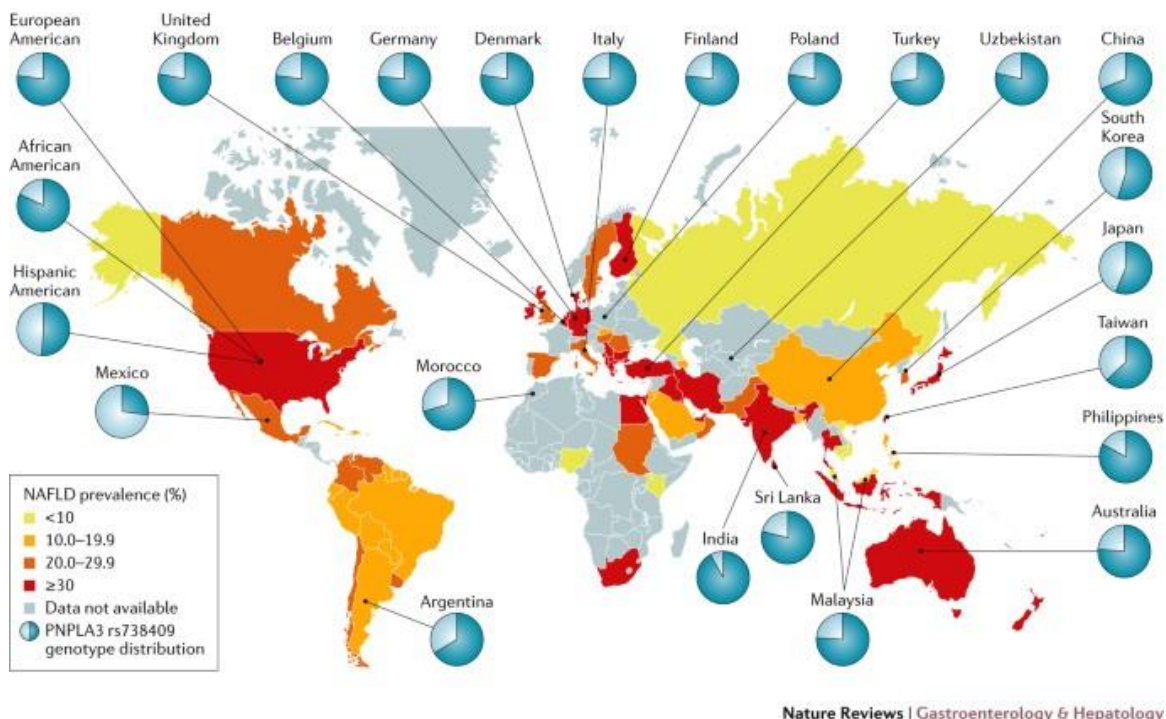 European
American
United
Kingdom
Belgium
Germany
Denmark
Italy
Finland
Poland
Turkey
Uzbekistan
China
South
Korea
African
American
Japan
Hispanic
American
Taiwan
Mexico
Morocco
Philippines
NAFLD prevalence (%)
<10
10.0–19.9
20.0–29.9
≥30
Data not available
PNPLA3 rs738409
genotype distribution
Sri Lanka
India
Australia
Argentina
Malaysia
Nature Reviews | Gastroenterology & Hepatology